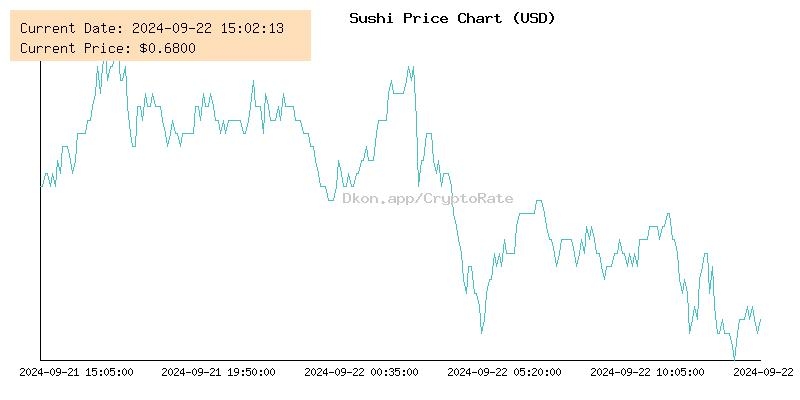 Sushi Price Chart (USD)
Current Date: 2024-09-22 15:02:13
Current Price: $0.6800
Dkon.app/CryptoRate
2024-09-21 15:05:00 2024-09-21 19:50:00 2024-09-22 00:35:00 2024-09-22 05:20:00 2024-09-22 10:05:00 2024-09-22